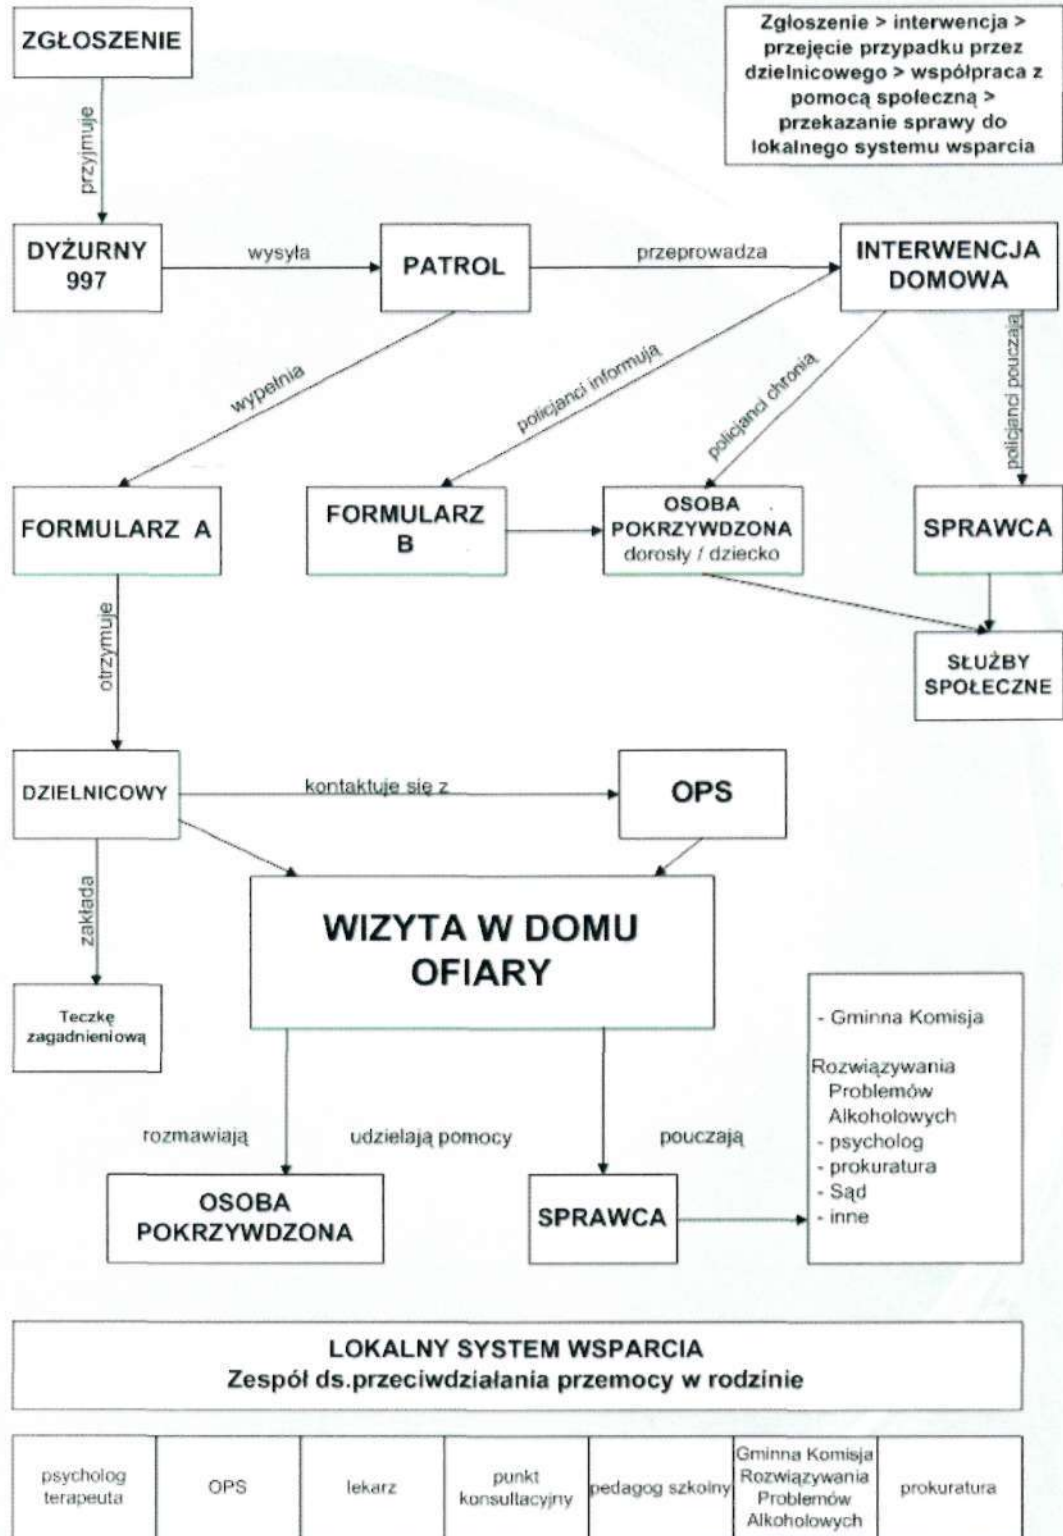 ZGŁOSZENIE
Zgłoszenie > interwencja >
przejęcie przypadku przez
dzielnicowego > współpraca z
pomocą społeczną >
przekazanie sprawy do
lokalnego systemu wsparcia
przyjmuje
DYŻURNY
997
wysyła
PATROL
przeprowadza
INTERWENCJA
DOMOWA
wypełnia
policjanci informują
policjanci chronią
policjanci pouczają
FORMULARZ A
FORMULARZ
B
OSOBA
POKRZYWDZONA
dorosły / dziecko
SPRAWCA
otrzymuje
SŁUŻBY
SPOŁECZNE
DZIELNICOWY
kontaktuje się z
OPS
zakłada
WIZYTA W DOMU
OFIARY
Teczkę
zagadnieniową
- Gminna Komisja
Rozwiązywania
Problemów
Alkoholowych
- psycholog
- prokuratura
- Sąd
- inne
rozmawiają
udzielają pomocy
pouczają
OSOBA
POKRZYWDZONA
SPRAWCA
LOKALNY SYSTEM WSPARCIA
Zespół ds.przeciwdziałania przemocy w rodzinie
psycholog
terapeuta
OPS
lekarz
punkt
konsultacyjny
pedagog szkolny
Gminna Komisja
Rozwiązywania
Problemów
Alkoholowych
prokuratura